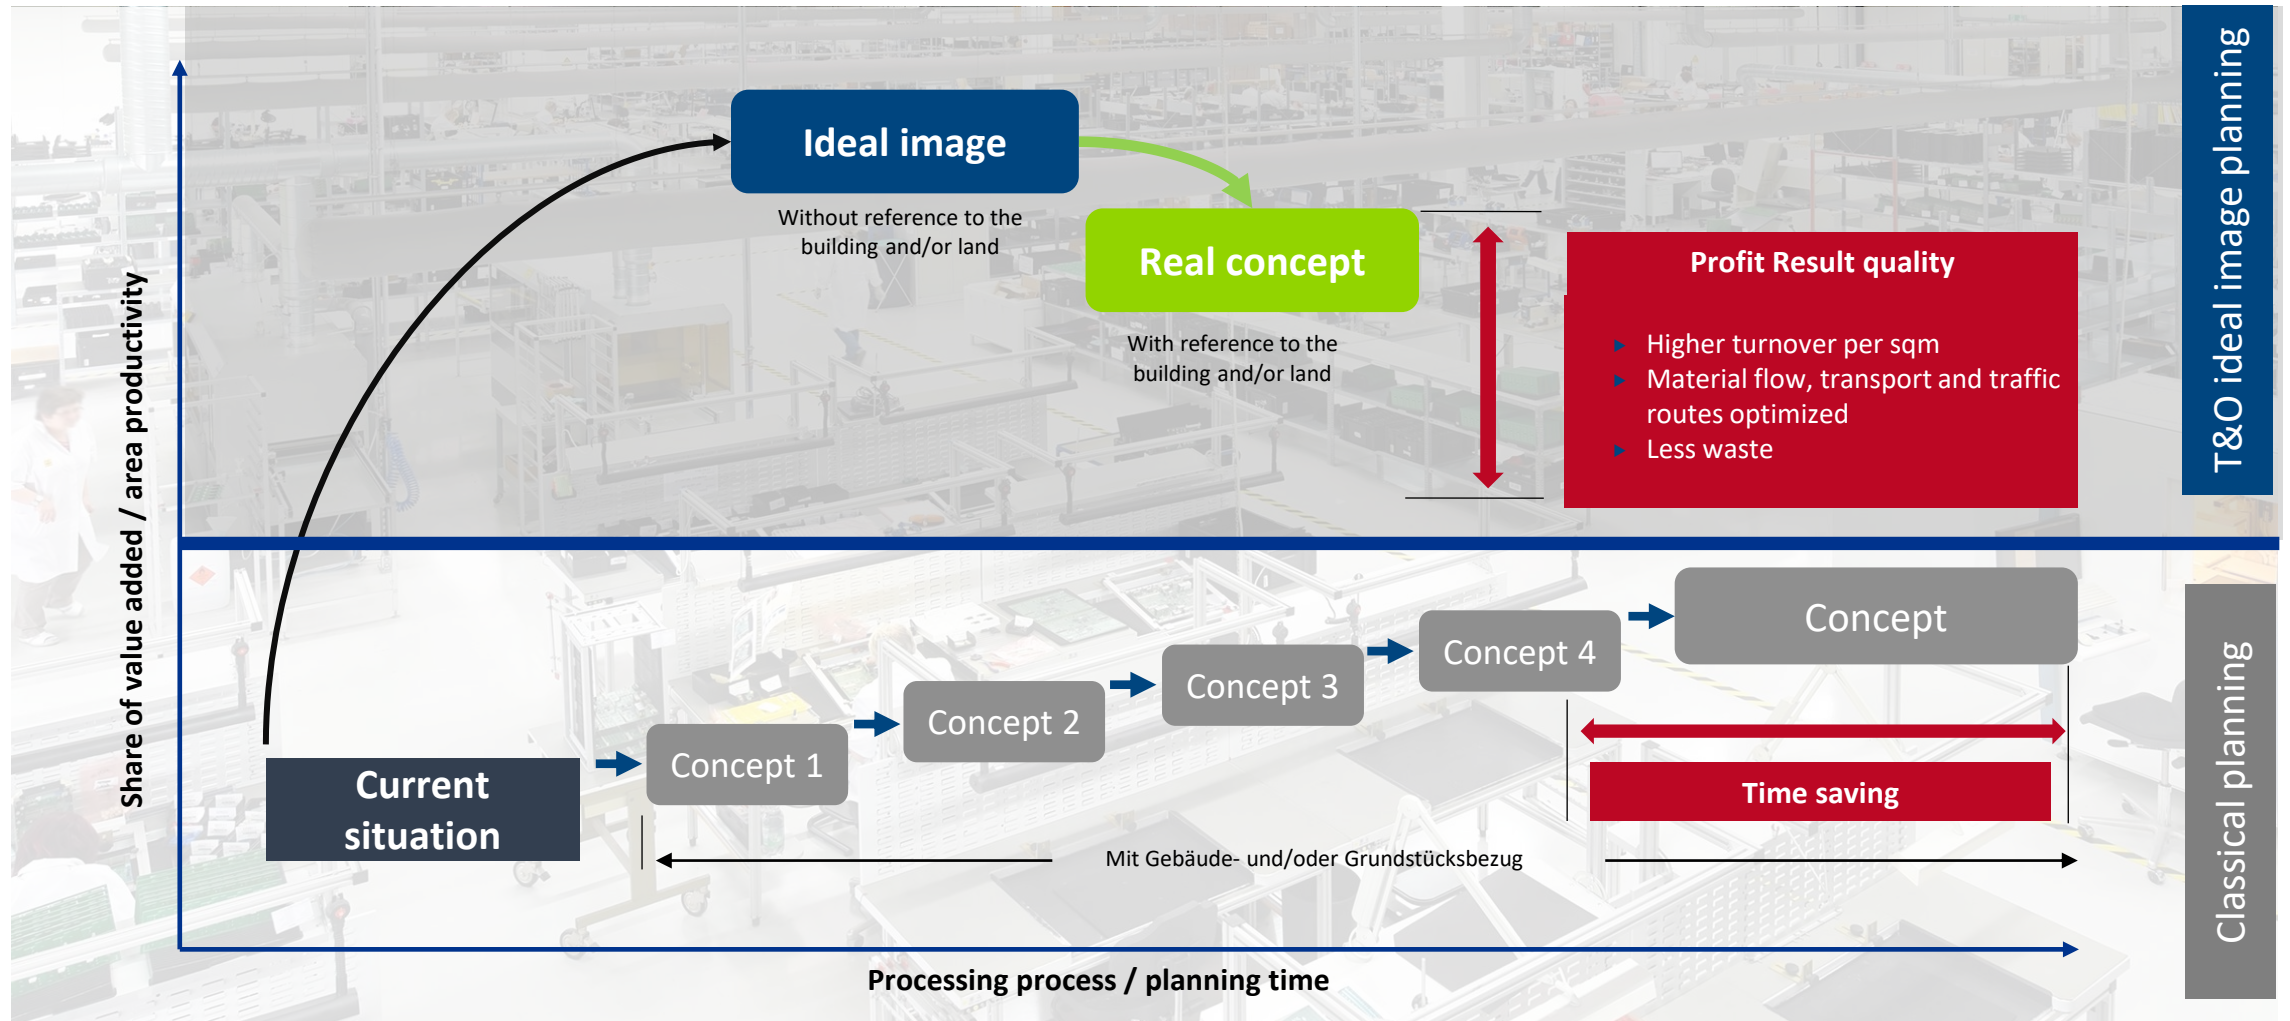 Ideal image
Without reference to the
building and/or land
Real concept
With reference to the
building and/or land
Profit Result quality
Higher turnover per sqm
Material flow, transport and traffic
routes optimized
Less waste
T&O ideal image planning
Share of value added / area productivity
Current
situation
Concept 1
Concept 2
Concept 3
Concept 4
Concept
Time saving
Mit Gebäude- und/oder Grundstücksbezug
Classical planning
Processing process / planning time